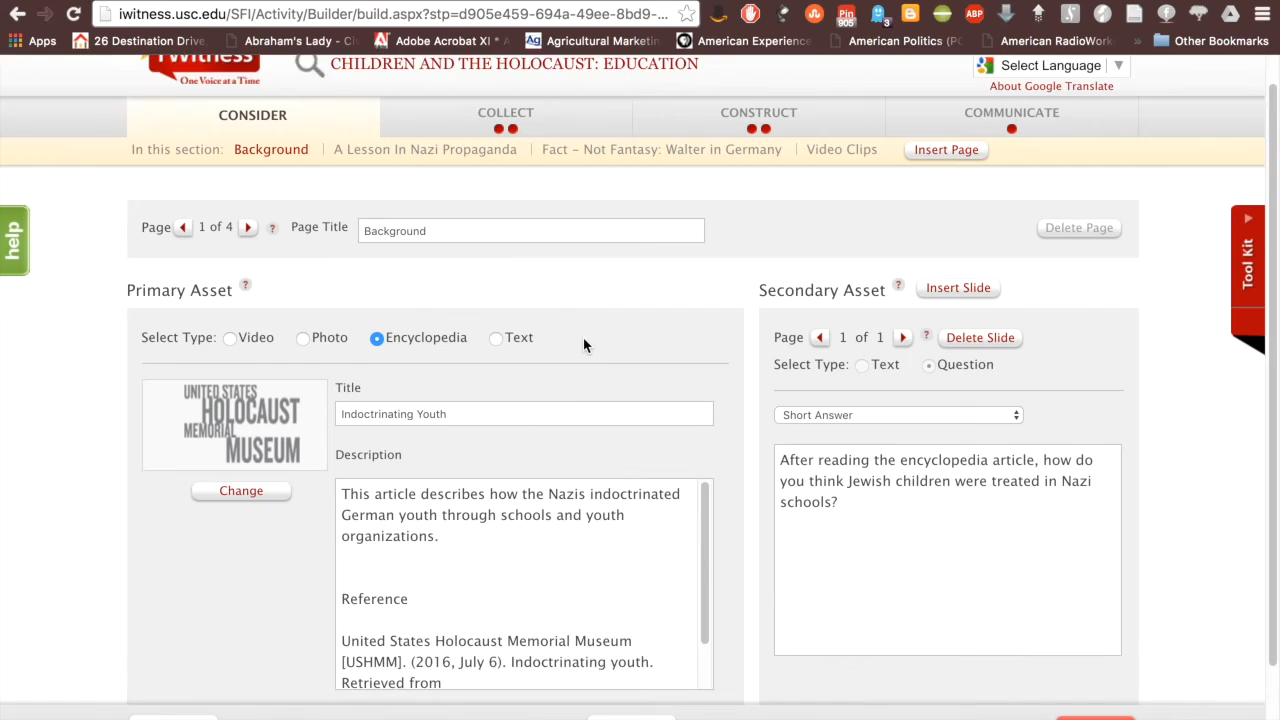 iwitness.usc.edu/SFI/Activity/Builder/build.aspx?stp=d905e459-694a-49ee-8bd9-...
Pin
905
3
ABP
Apps
26 Destination Drive,
Abraham's Lady - Civ
Adobe Acrobat XI *
Ag
Agricultural Marketin
American Experience
American Politics (PO
American RadioWork
»
Other Bookmarks
IWitness
One Voice at a Time
CHILDREN AND THE HOLOCAUST: EDUCATION
Select Language
About Google Translate
CONSIDER
COLLECT
CONSTRUCT
COMMUNICATE
In this section: Background | A Lesson In Nazi Propaganda | Fact – Not Fantasy: Walter in Germany | Video Clips
Insert Page
help
Tool Kit
Page 1 of 4 ? Page Title Background
Delete Page
Primary Asset ?
Select Type: Video Photo Encyclopedia Text
UNITED STATES
HOLOCAUST
MEMORIAL
MUSEUM
Change
Title
Indoctrinating Youth
Description
This article describes how the Nazis indoctrinated
German youth through schools and youth
organizations.
Reference
United States Holocaust Memorial Museum
[USHMM]. (2016, July 6). Indoctrinating youth.
Retrieved from
Secondary Asset ?
Insert Slide
Page 1 of 1 ? Delete Slide
Select Type: Text Question
Short Answer
After reading the encyclopedia article, how do
you think Jewish children were treated in Nazi
schools?